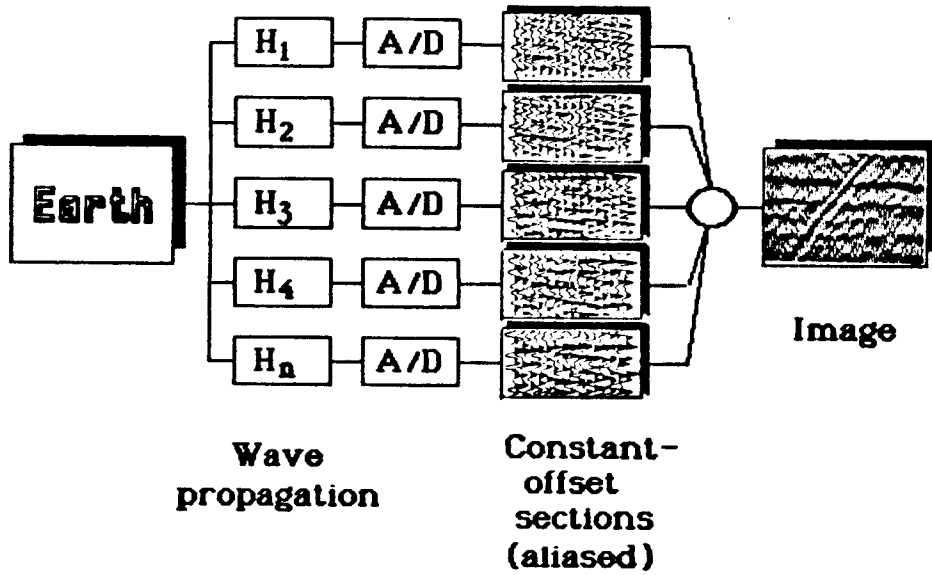 H1 A/D
H2 A/D
Earth
H3 A/D
H4 A/D
Image
Hn A/D
Wave
propagation
Constant-
offset
sections
(aliased)